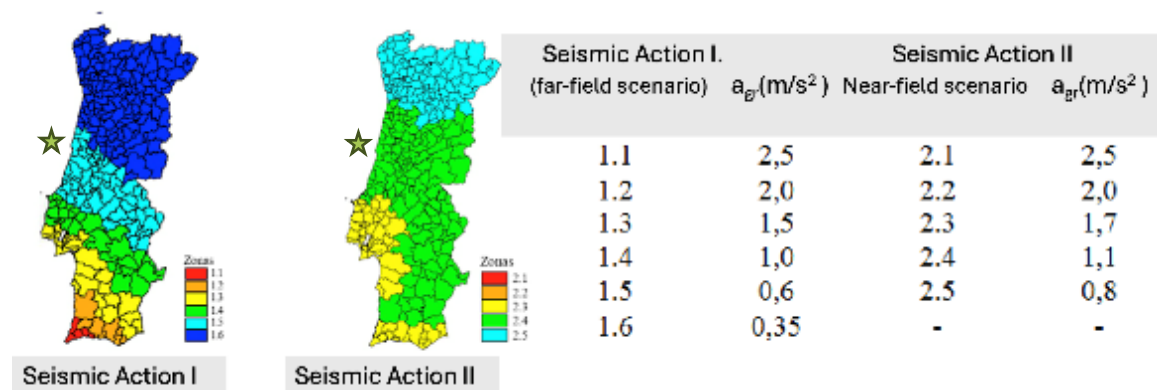 Seismic Action I. Seismic Action II
(far-field scenario) agr(m/s²) Near-field scenario agr(m/s²)
1.1 2,5 2.1 2,5
1.2 2,0 2.2 2,0
1.3 1,5 2.3 1,7
1.4 1,0 2.4 1,1
1.5 0,6 2.5 0,8
1.6 0,35 - -
Zonas
1.1
1.2
1.3
1.4
1.5
1.6
Zonas
2.1
2.2
2.3
2.4
2.5
Seismic Action I
Seismic Action II